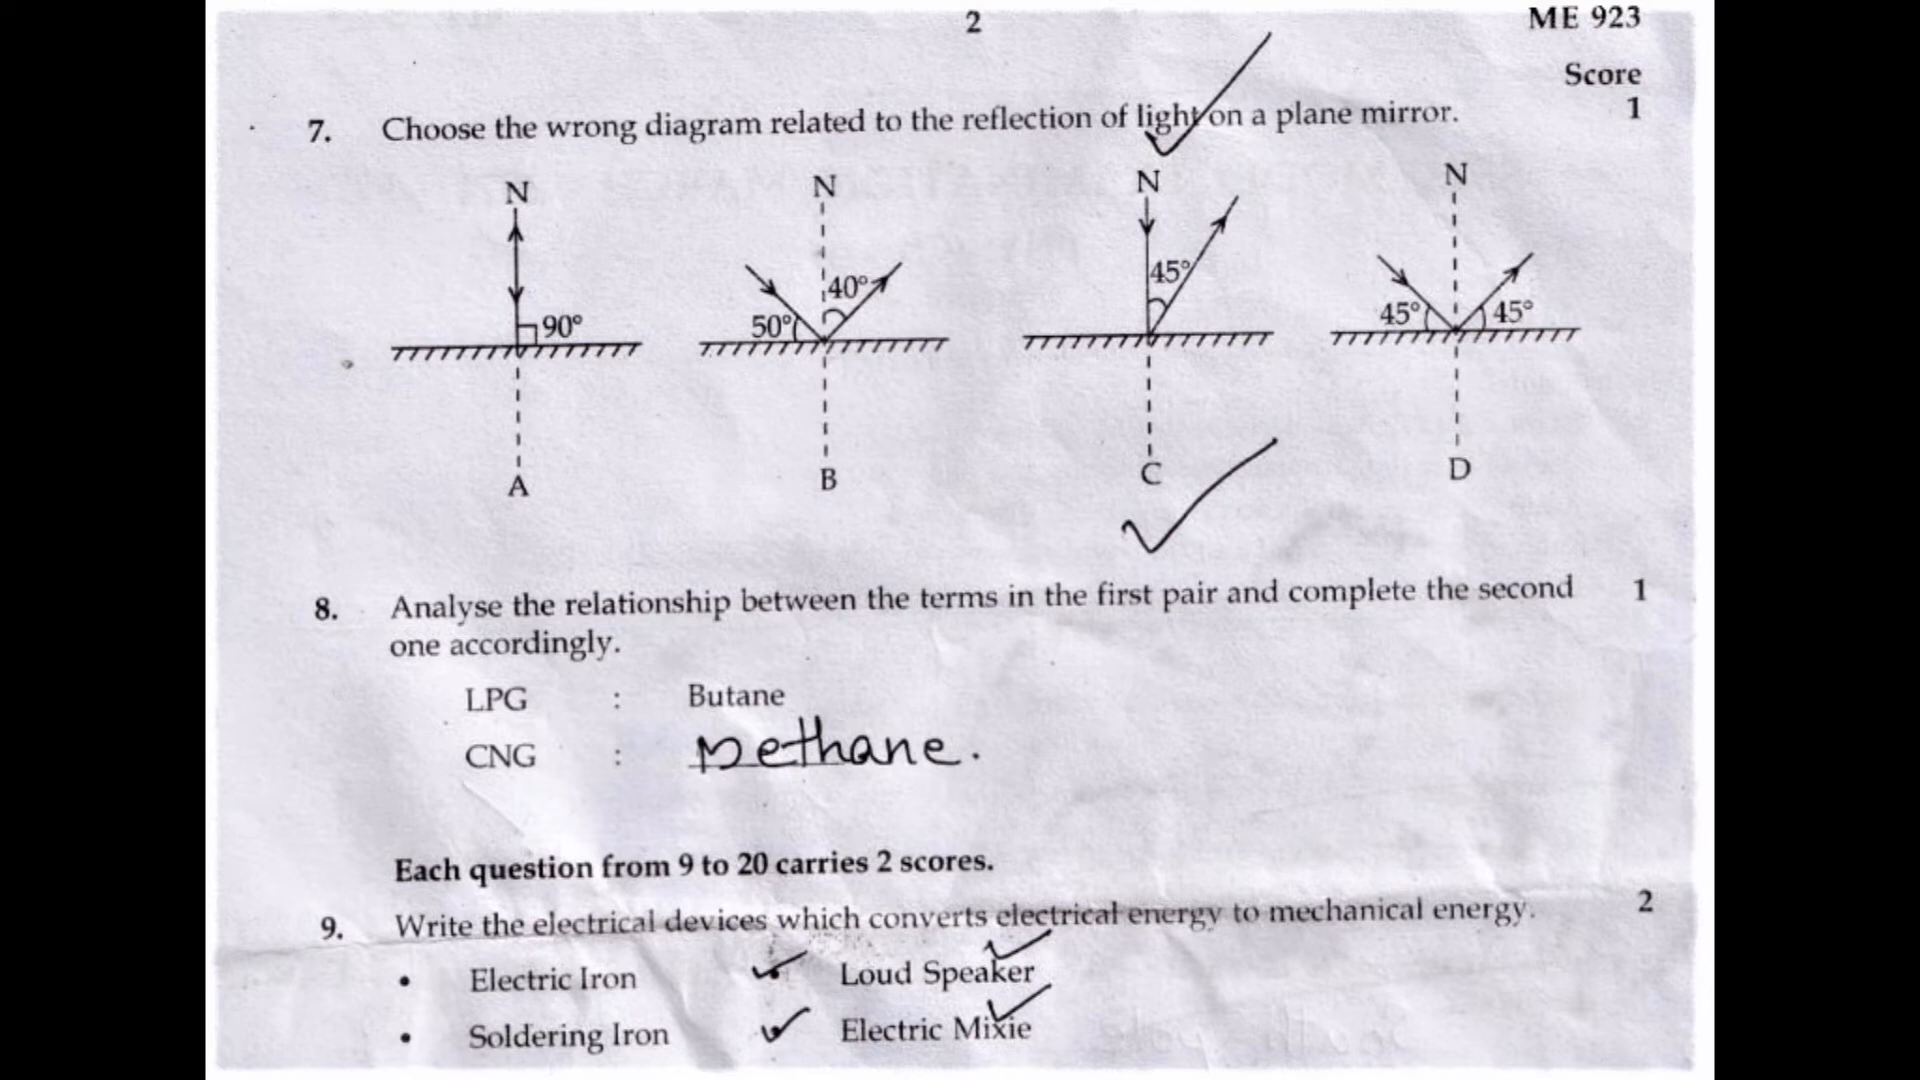 2
ME 923
Score
7. Choose the wrong diagram related to the reflection of light on a plane mirror. 1
N N N N
90° 50° 40° 45° 45° 45°
A B C D
8. Analyse the relationship between the terms in the first pair and complete the second 1
one accordingly.
LPG : Butane
CNG : Methane.
Each question from 9 to 20 carries 2 scores.
9. Write the electrical devices which converts electrical energy to mechanical energy. 2
• Electric Iron Loud Speaker
• Soldering Iron Electric Mixie